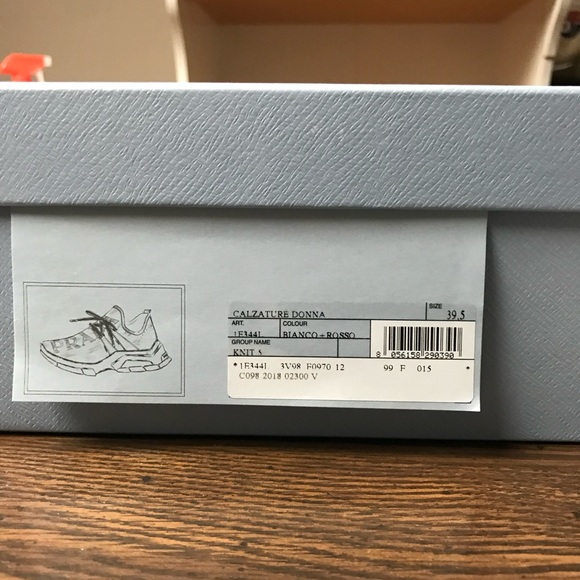 CALZATURE DONNA
SIZE
39.5
ART.
COLOUR
1E344L
BIANCO+ROSSO
GROUP NAME
KNIT 5
8 056158 290390
*1E344L 3V98 F0970 12 99 F 015 *
C098 2018 02300 V